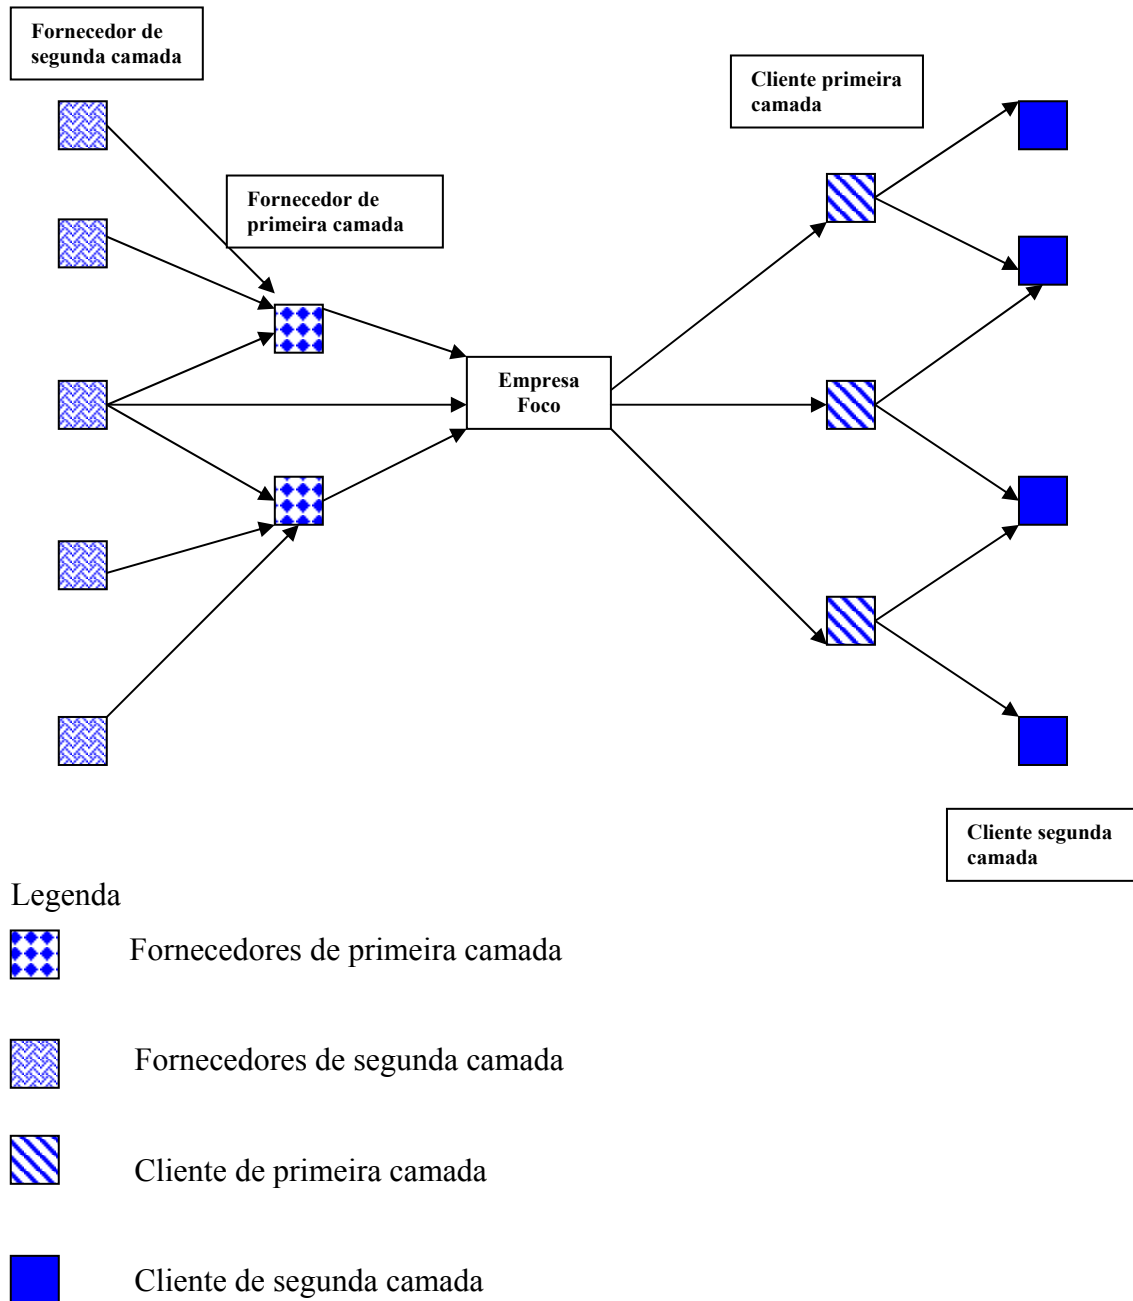 Fornecedor de
segunda camada
Cliente primeira
camada
Fornecedor de
primeira camada
Empresa
Foco
Cliente segunda
camada
Legenda
Fornecedores de primeira camada
Fornecedores de segunda camada
Cliente de primeira camada
Cliente de segunda camada